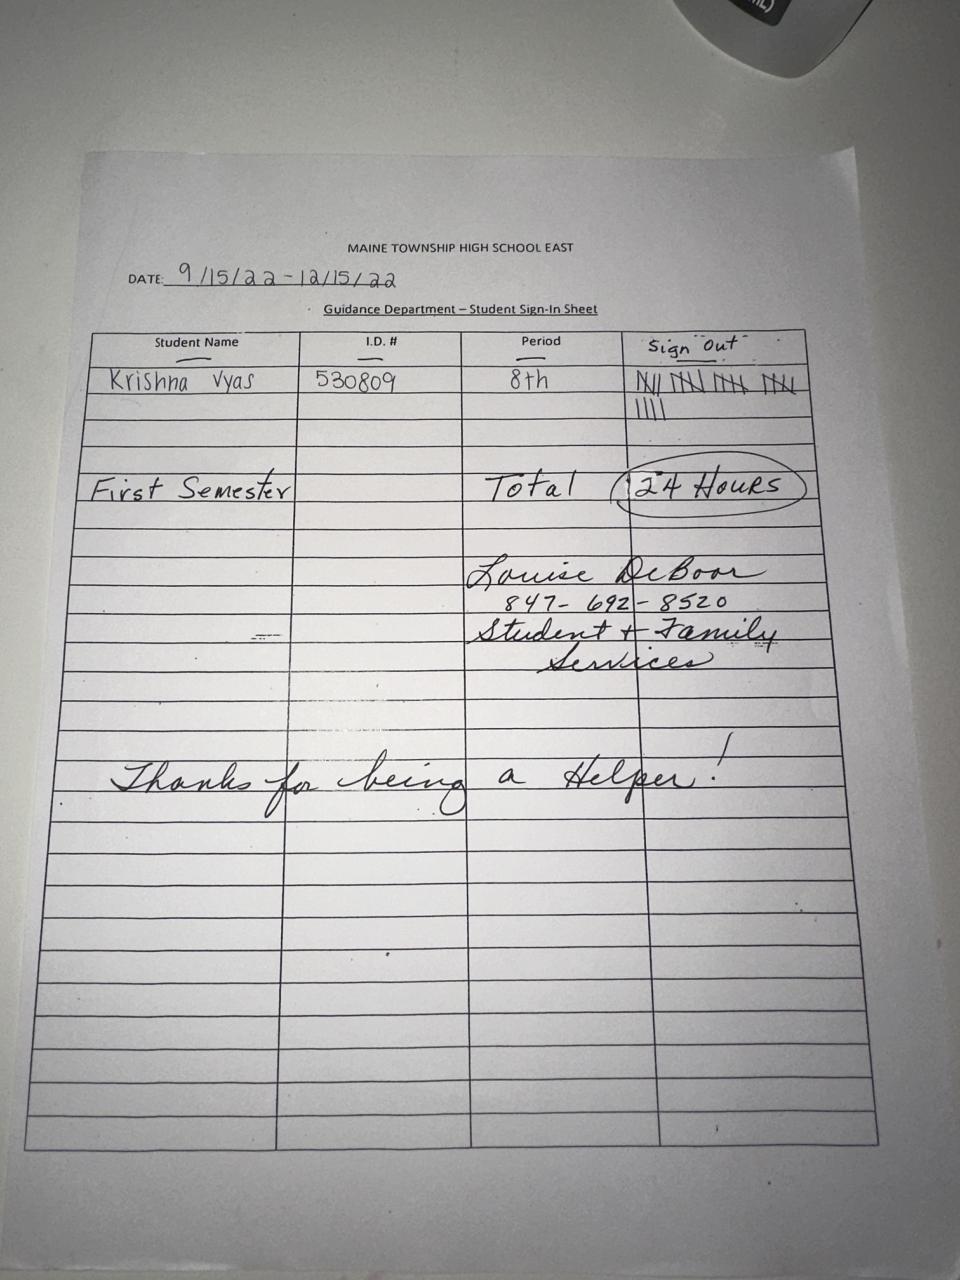 MAINE TOWNSHIP HIGH SCHOOL EAST
DATE: 9/15/22-12/15/22
Guidance Department – Student Sign-In Sheet
Student Name I.D. # Period Sign Out
Krishna Vyas 530809 8th
First Semester Total 24 Hours
Louise DeBoor
847-692-8520
Student + Family
Services
Thanks for being a Helper!